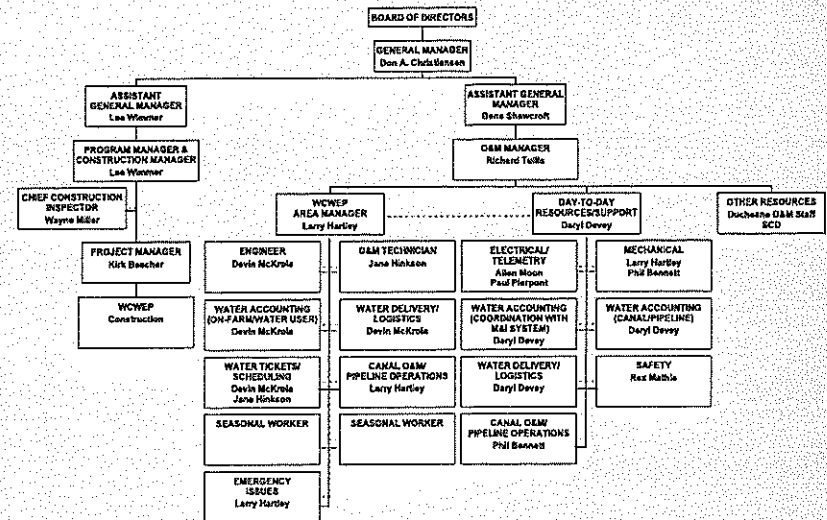 BOARD OF DIRECTORS
GENERAL MANAGER
Don A. Christiansen
ASSISTANT
GENERAL MANAGER
Lee Wimmer
ASSISTANT GENERAL
MANAGER
Gene Shawcroft
PROGRAM MANAGER &
CONSTRUCTION MANAGER
Lee Wimmer
O&M MANAGER
Richard Tullis
CHIEF CONSTRUCTION
INSPECTOR
Wayne Miller
WCWEP
AREA MANAGER
Larry Hartley
DAY-TO-DAY
RESOURCES/SUPPORT
Daryl Devey
OTHER RESOURCES
Duchesne O&M Staff
SCD
PROJECT MANAGER
Kirk Beecher
WCWEP
Construction
ENGINEER
Devin McKrola
O&M TECHNICIAN
Jane Hinkson
ELECTRICAL/
TELEMETRY
Allen Moon
Paul Pierpont
MECHANICAL
Larry Hartley
Phil Bennett
WATER ACCOUNTING
(ON-FARM/WATER USER)
Devin McKrola
WATER DELIVERY/
LOGISTICS
Devin McKrola
WATER ACCOUNTING
(COORDINATION WITH
M&I SYSTEM)
Daryl Devey
WATER ACCOUNTING
(CANAL/PIPELINE)
Daryl Devey
WATER TICKETS/
SCHEDULING
Devin McKrola
Jane Hinkson
CANAL O&M/
PIPELINE OPERATIONS
Larry Hartley
WATER DELIVERY/
LOGISTICS
Daryl Devey
SAFETY
Rex Mathis
SEASONAL WORKER
SEASONAL WORKER
CANAL O&M/
PIPELINE OPERATIONS
Phil Bennett
EMERGENCY
ISSUES
Larry Hartley